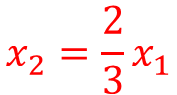 x₂ = 2/3 x₁